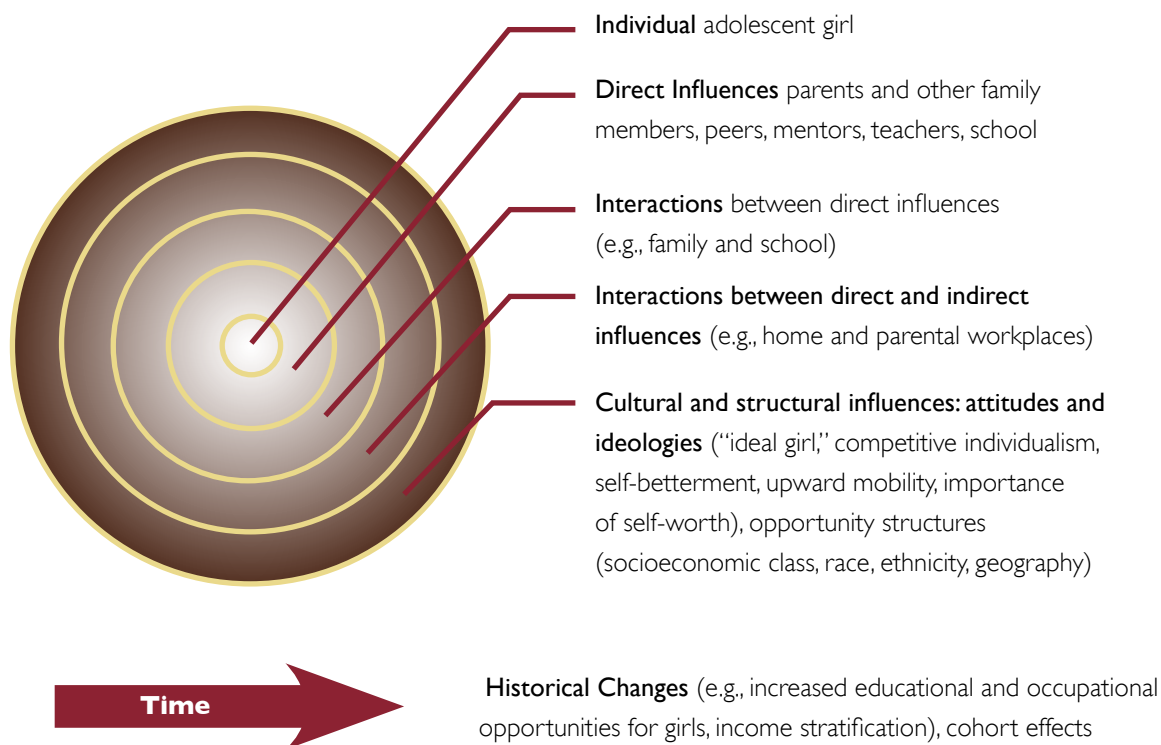 Individual adolescent girl
Direct Influences parents and other family
members, peers, mentors, teachers, school
Interactions between direct influences
(e.g., family and school)
Interactions between direct and indirect
influences (e.g., home and parental workplaces)
Cultural and structural influences: attitudes and
ideologies (“ideal girl,” competitive individualism,
self-betterment, upward mobility, importance
of self-worth), opportunity structures
(socioeconomic class, race, ethnicity, geography)
Time
Historical Changes (e.g., increased educational and occupational
opportunities for girls, income stratification), cohort effects